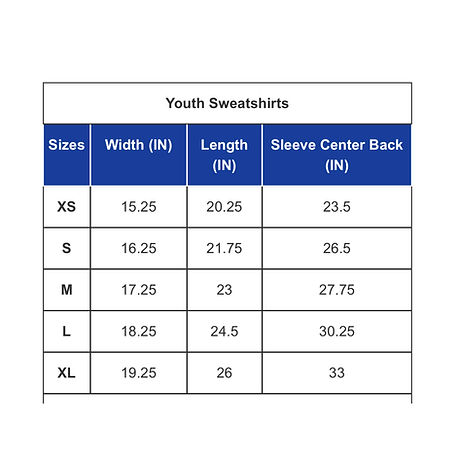 Youth Sweatshirts
Sizes Width (IN) Length (IN) Sleeve Center Back (IN)
XS 15.25 20.25 23.5
S 16.25 21.75 26.5
M 17.25 23 27.75
L 18.25 24.5 30.25
XL 19.25 26 33